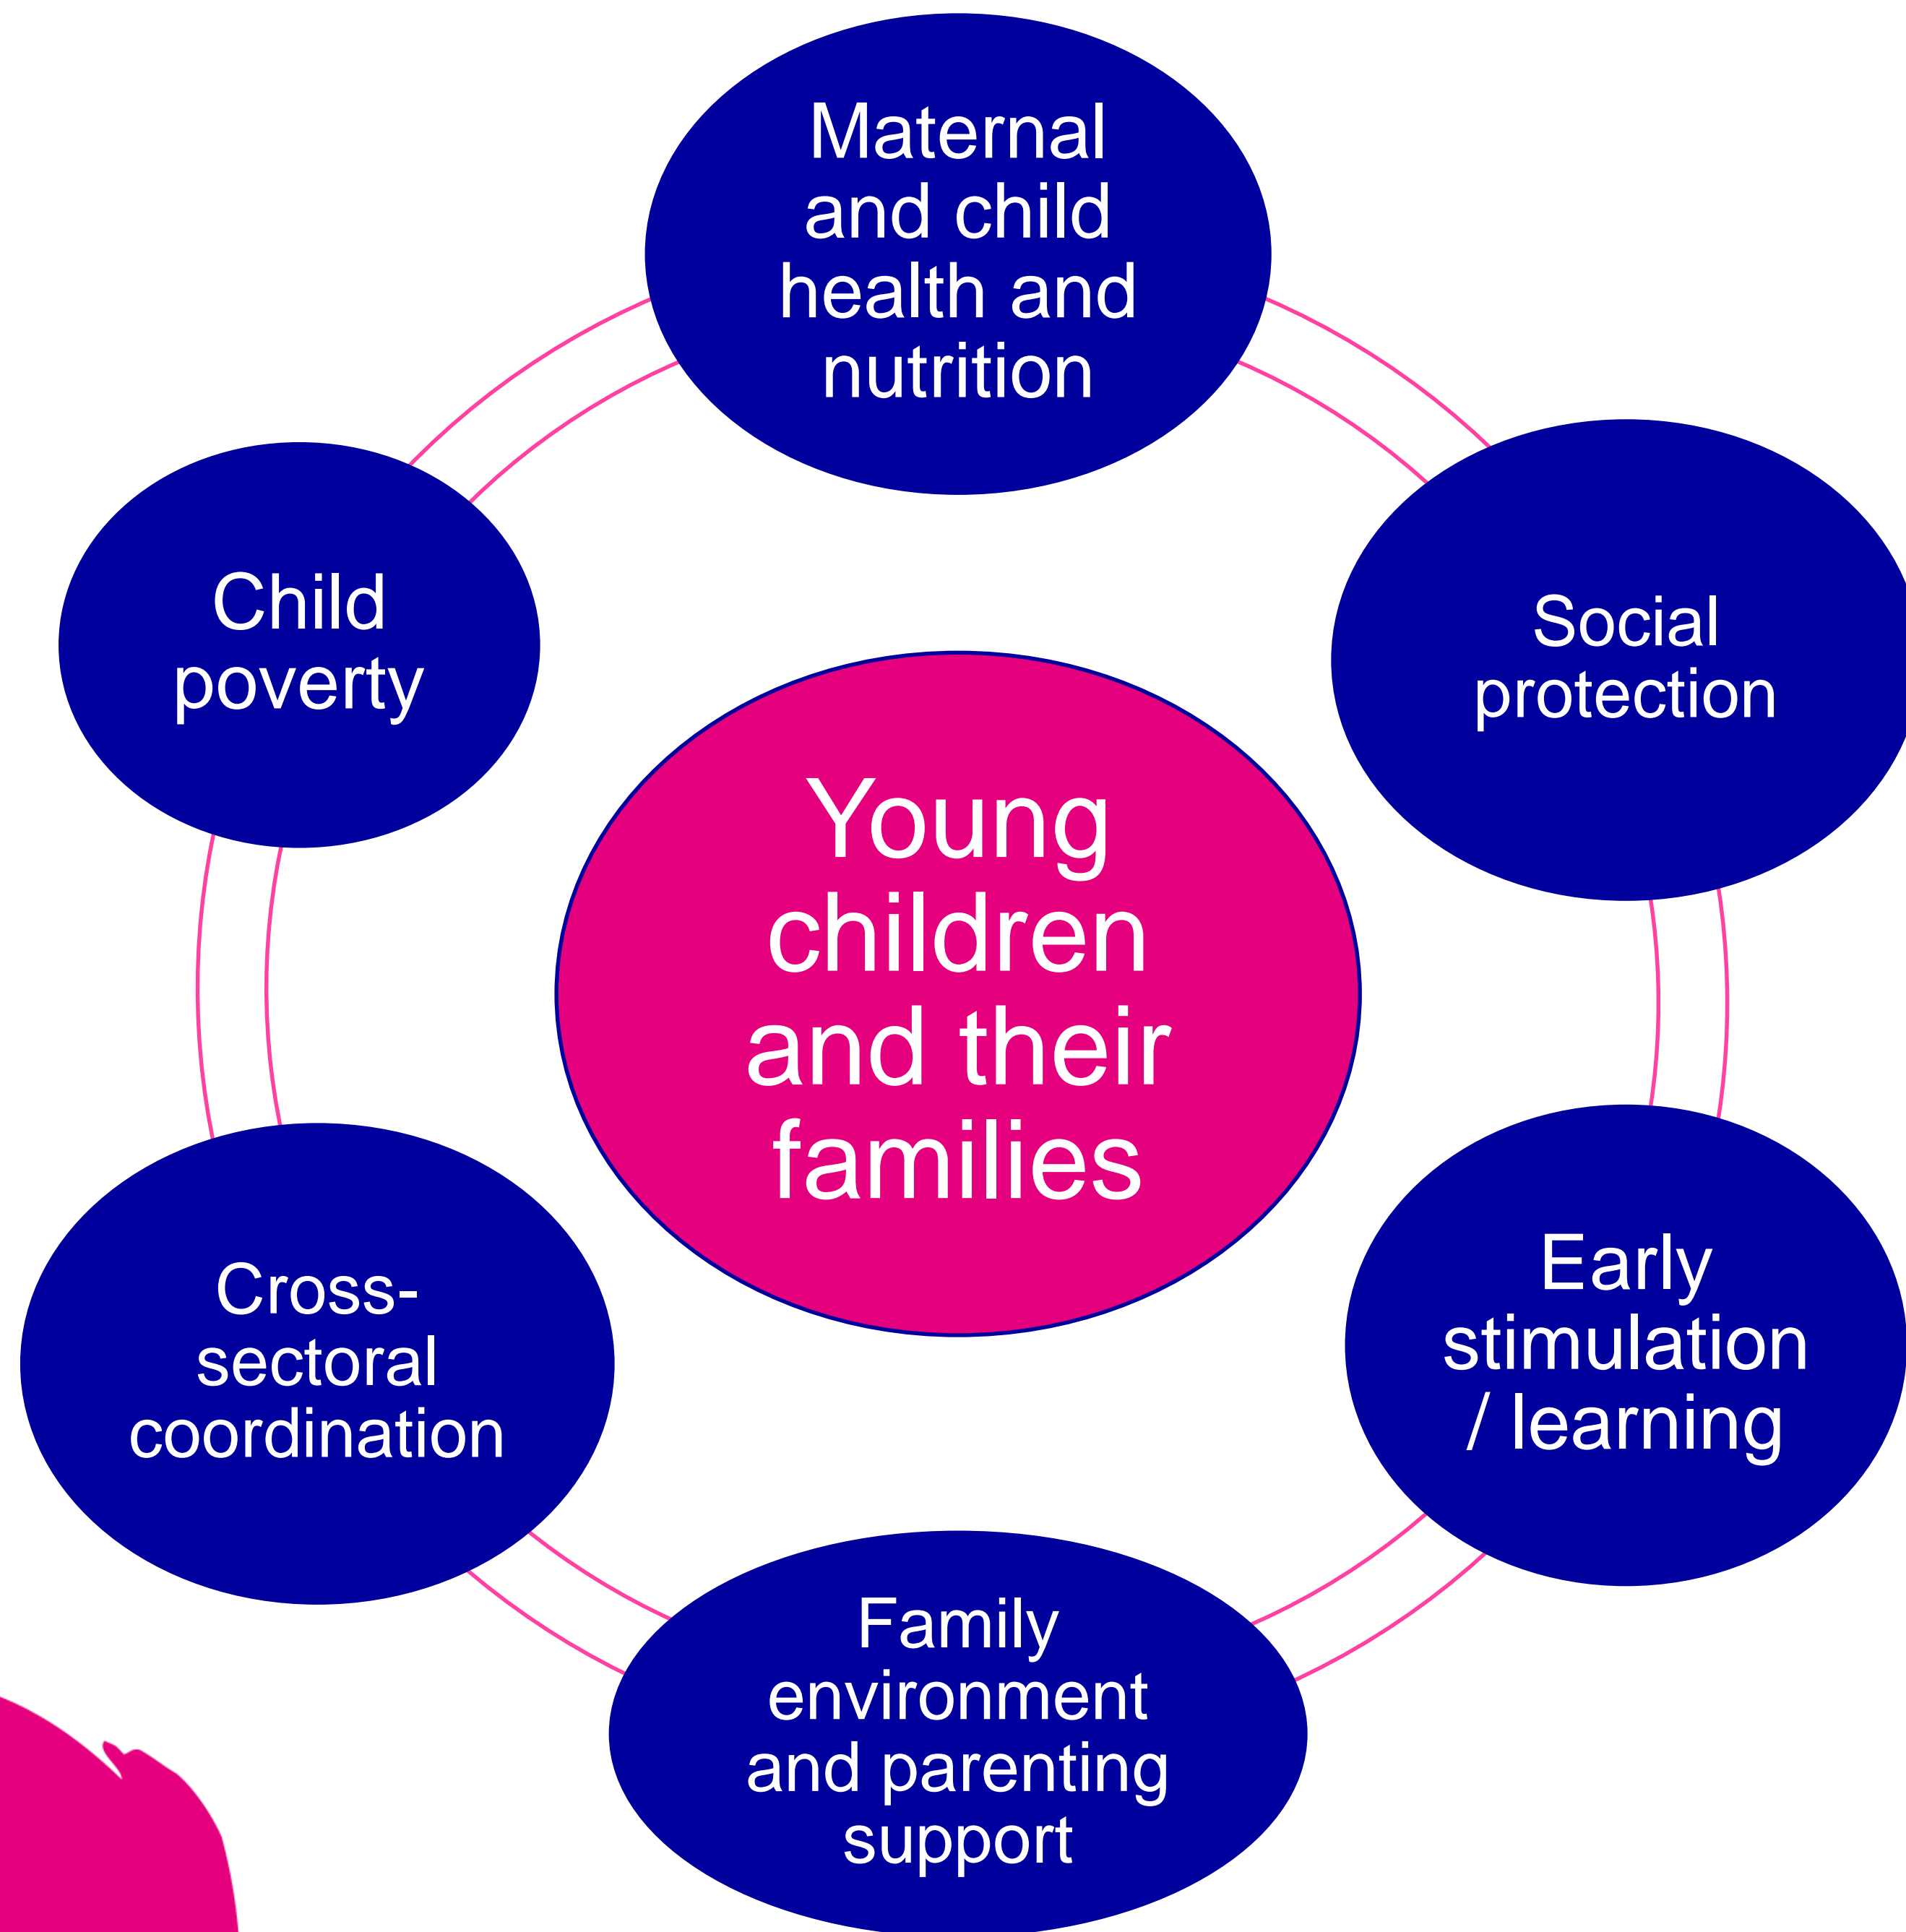 Maternal
and child
health and
nutrition
Child
poverty
Social
protection
Young
children
and their
families
Cross-
sectoral
coordination
Early
stimulation
/ learning
Family
environment
and parenting
support